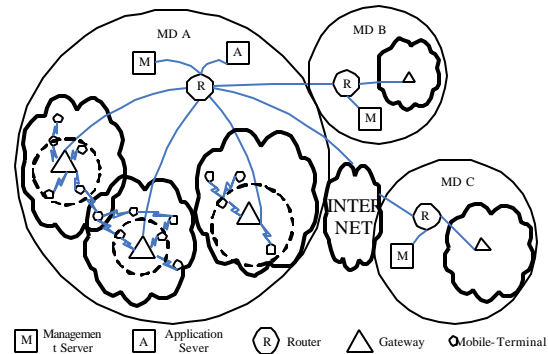 MD A
M
A
R
MD B
R
M
INTER
NET
MD C
R
M
M Managemen
t Server
A Application
Sever
R Router
Gateway
Mobile-Terminal